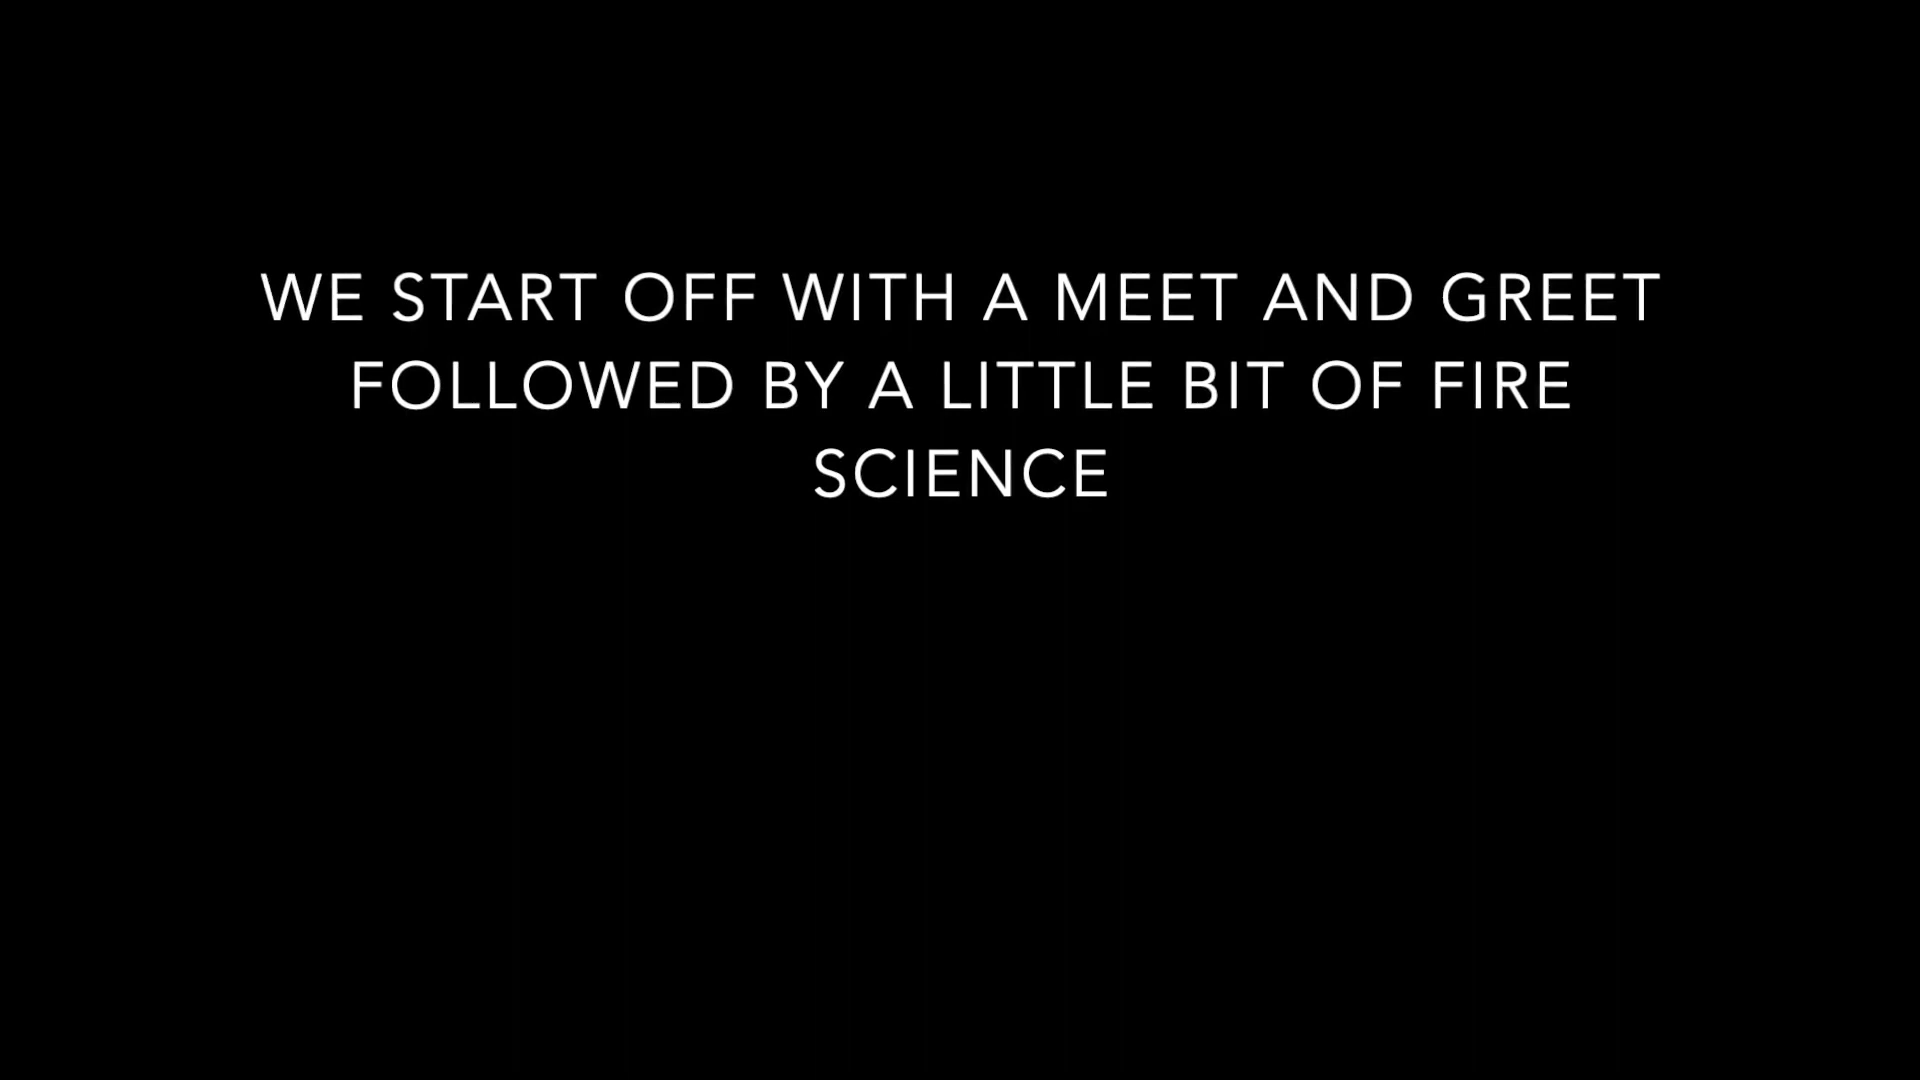 WE START OFF WITH A MEET AND GREET
FOLLOWED BY A LITTLE BIT OF FIRE
SCIENCE